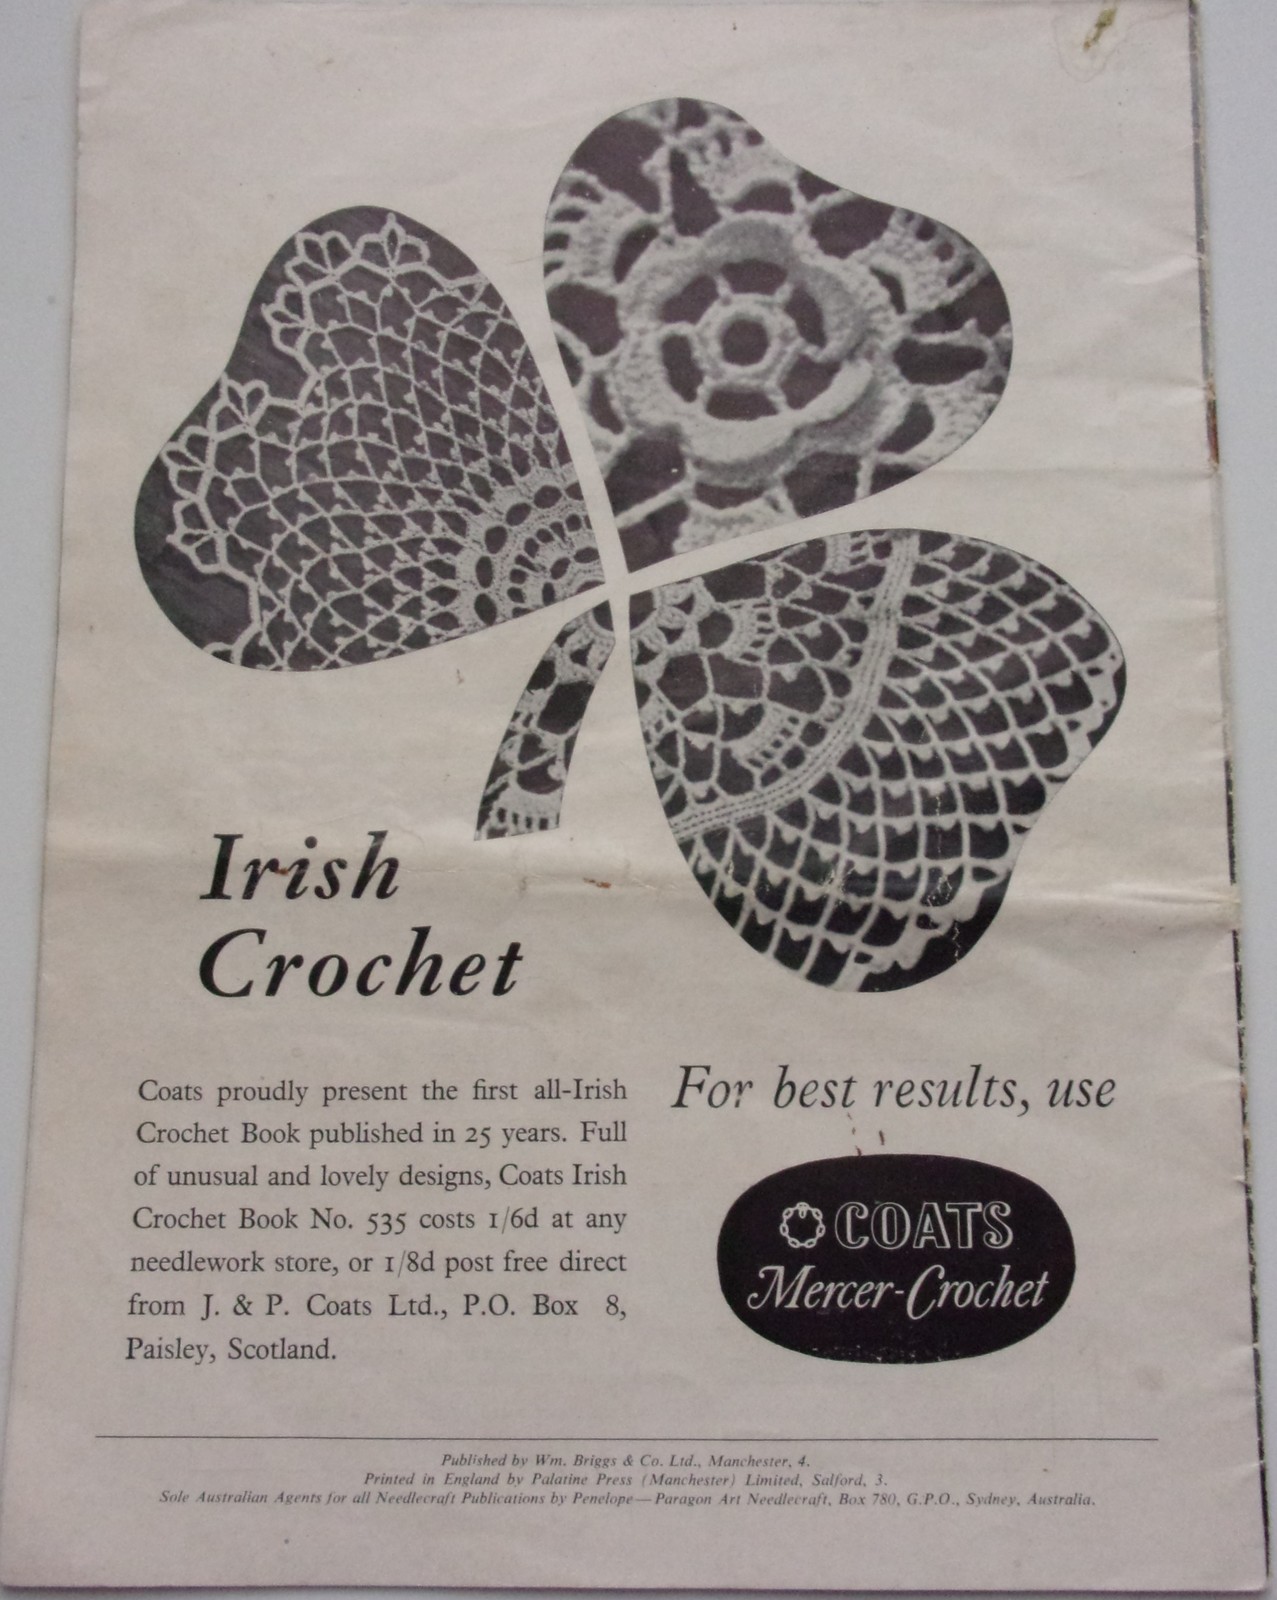 Irish
Crochet
Coats proudly present the first all-Irish
Crochet Book published in 25 years. Full
of unusual and lovely designs, Coats Irish
Crochet Book No. 535 costs 1/6d at any
needlework store, or 1/8d post free direct
from J. & P. Coats Ltd., P.O. Box 8,
Paisley, Scotland.
For best results, use
COATS
Mercer-Crochet
Published by Wm. Briggs & Co. Ltd., Manchester, 4.
Printed in England by Palatine Press (Manchester) Limited, Salford, 3.
Sole Australian Agents for all Needlecraft Publications by Penelope—Paragon Art Needlecraft, Box 780, G.P.O., Sydney, Australia.